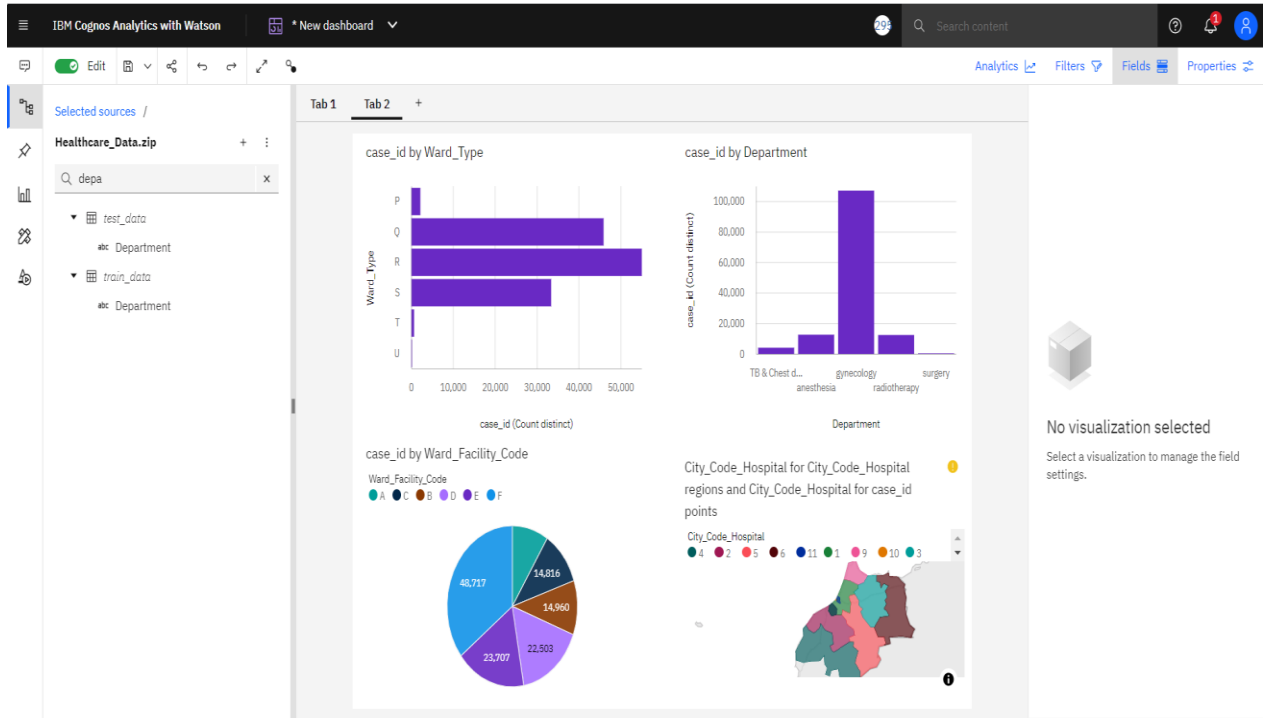 IBM Cognos Analytics with Watson
* New dashboard
295
Search content
1
Edit
Analytics
Filters
Fields
Properties
Selected sources /
Healthcare_Data.zip
depa
test_data
abc Department
train_data
abc Department
Tab 1 Tab 2 +
case_id by Ward_Type
Ward_Type
P
Q
R
S
T
U
0 10,000 20,000 30,000 40,000 50,000
case_id (Count distinct)
case_id by Department
case_id (Count distinct)
100,000
80,000
60,000
40,000
20,000
0
TB & Chest d... gynecology surgery
anesthesia radiotherapy
Department
case_id by Ward_Facility_Code
Ward_Facility_Code
A C B D E F
48,717
14,816
14,960
22,503
23,707
City_Code_Hospital for City_Code_Hospital
regions and City_Code_Hospital for case_id
points
City_Code_Hospital
4 2 5 6 11 1 9 10 3
No visualization selected
Select a visualization to manage the field
settings.